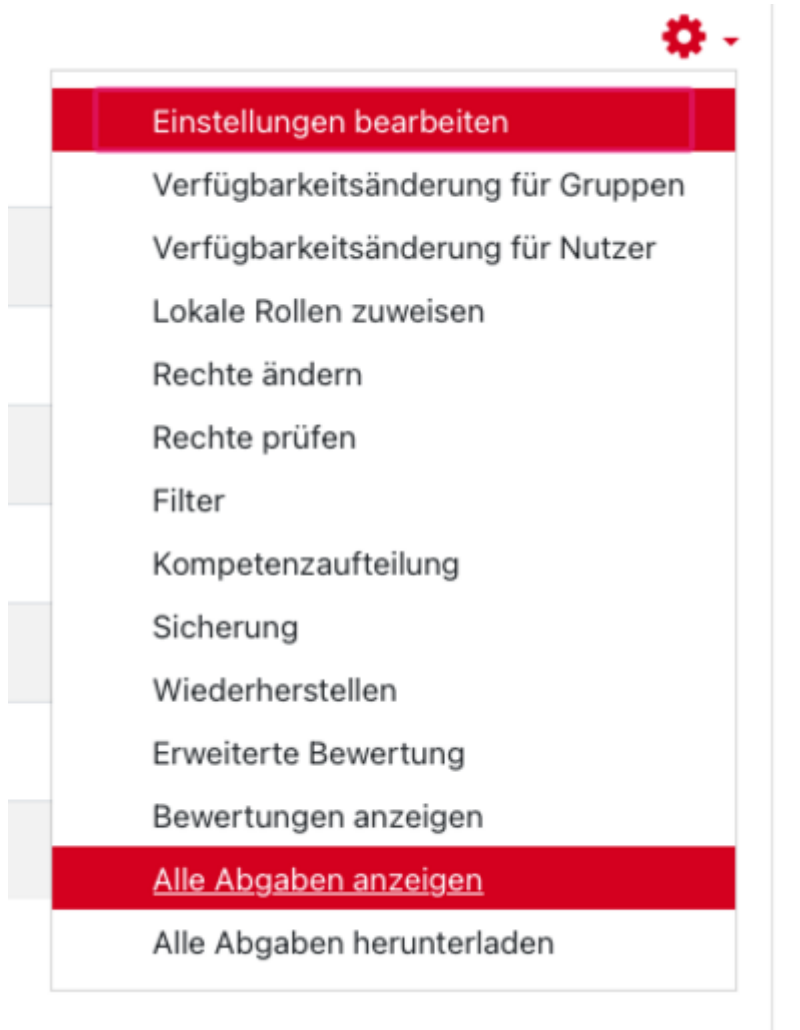 Einstellungen bearbeiten
Verfügbarkeitsänderung für Gruppen
Verfügbarkeitsänderung für Nutzer
Lokale Rollen zuweisen
Rechte ändern
Rechte prüfen
Filter
Kompetenzaufteilung
Sicherung
Wiederherstellen
Erweiterte Bewertung
Bewertungen anzeigen
Alle Abgaben anzeigen
Alle Abgaben herunterladen